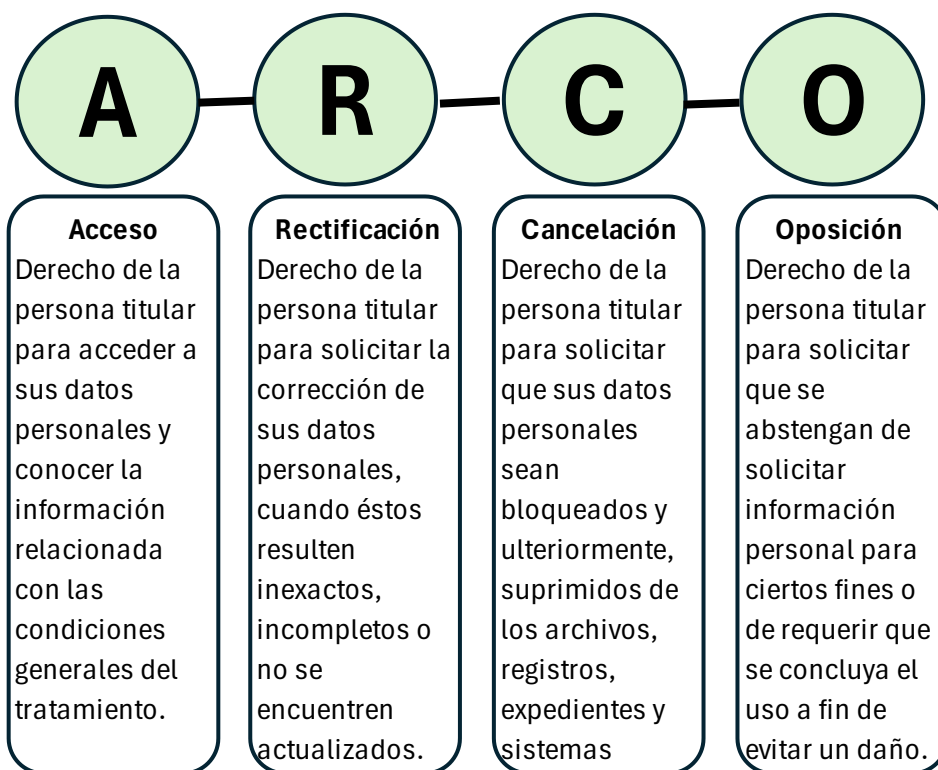 A
R
C
O
Acceso
Derecho de la
persona titular
para acceder a
sus datos
personales y
conocer la
información
relacionada
con las
condiciones
generales del
tratamiento.
Rectificación
Derecho de la
persona titular
para solicitar la
corrección de
sus datos
personales,
cuando éstos
resulten
inexactos,
incompletos o
no se
encuentren
actualizados.
Cancelación
Derecho de la
persona titular
para solicitar
que sus datos
personales
sean
bloqueados y
ulteriormente,
suprimidos de
los archivos,
registros,
expedientes y
sistemas
Oposición
Derecho de la
persona titular
para solicitar
que se
abstengan de
solicitar
información
personal para
ciertos fines o
de requerir que
se concluya el
uso a fin de
evitar un daño.